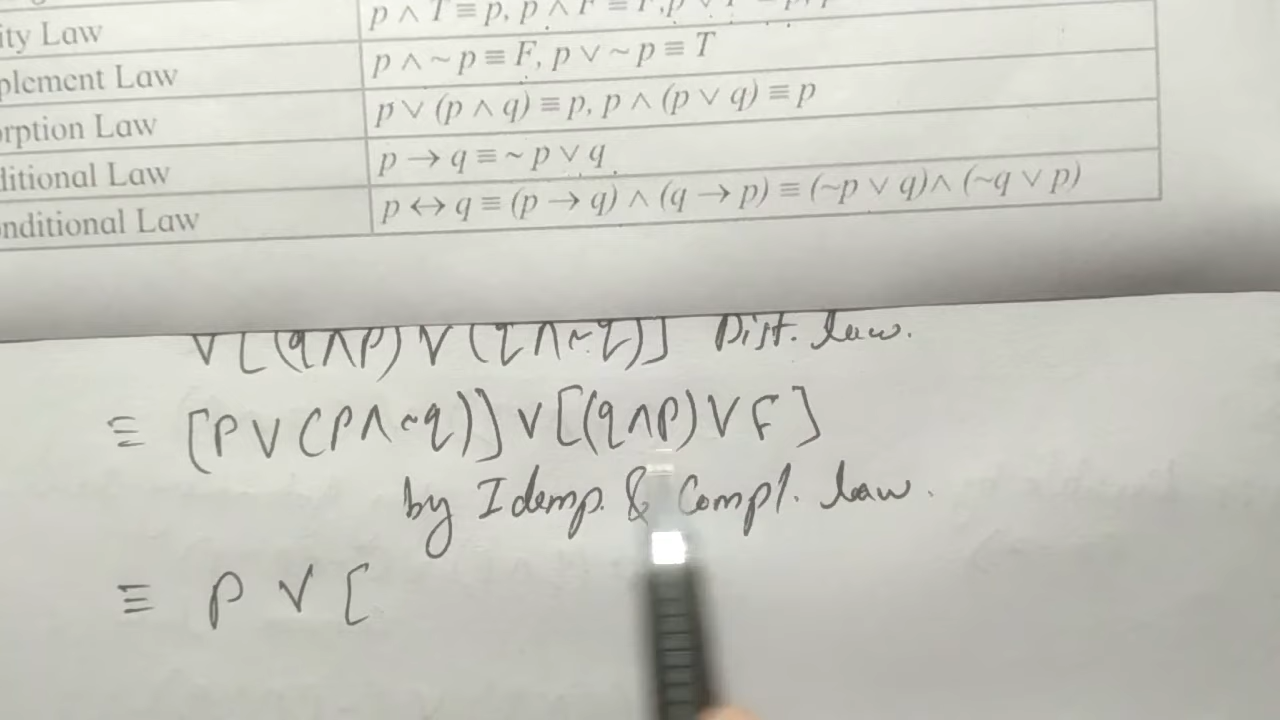 ity Law p ∧ T ≡ p, p ∧ F ≡ F, p
plement Law p ∧ ~ p ≡ F, p ∨ ~ p ≡ T
orption Law p ∨ (p ∧ q) ≡ p, p ∧ (p ∨ q) ≡ p
ditional Law p → q ≡ ~ p ∨ q
onditional Law p ↔ q ≡ (p → q) ∧ (q → p) ≡ (~p ∨ q)∧ (~q ∨ p)
∨ [(q∧p) ∨ (q∧~q)] Dist. law.
≡ [p ∨ (p∧~q)] ∨ [(q∧p) ∨ F]
by Idemp. & Compl. law.
≡ p ∨ [